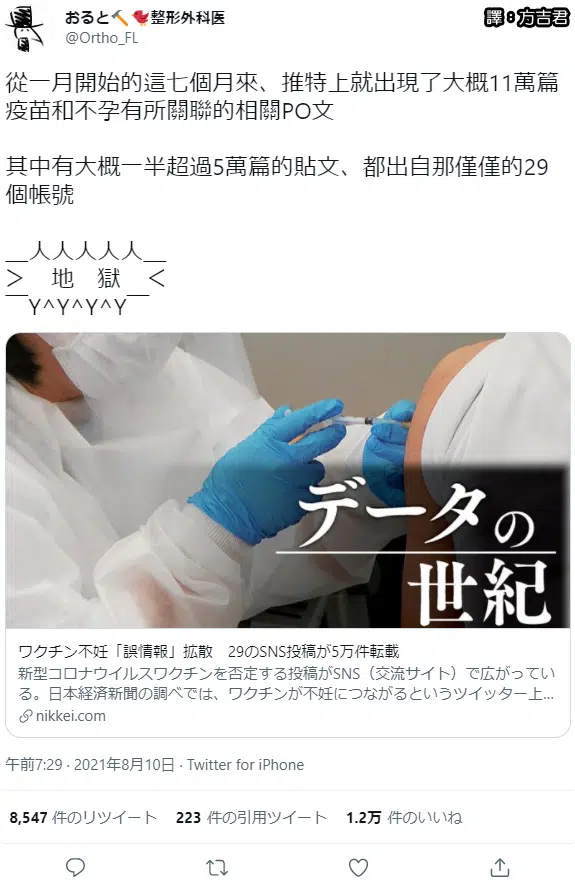 おると🔨🐦整形外科医
譯:方吉君
@Ortho_FL
從一月開始的這七個月來、推特上就出現了大概11萬篇
疫苗和不孕有所關聯的相關PO文
其中有大概一半超過5萬篇的貼文、都出自那僅僅的29
個帳號
__人人人人人__
＞　地　獄　＜
‾‾Y^Y^Y^Y‾‾
データの
世紀
ワクチン不妊「誤情報」拡散　29のSNS投稿が5万件転載
新型コロナウイルスワクチンを否定する投稿がSNS（交流サイト）で広がってい
る。日本経済新聞の調べでは、ワクチンが不妊につながるというツイッター上...
nikkei.com
午前7:29 · 2021年8月10日 · Twitter for iPhone
8,547 件のリツイート　223 件の引用ツイート　1.2万 件のいいね